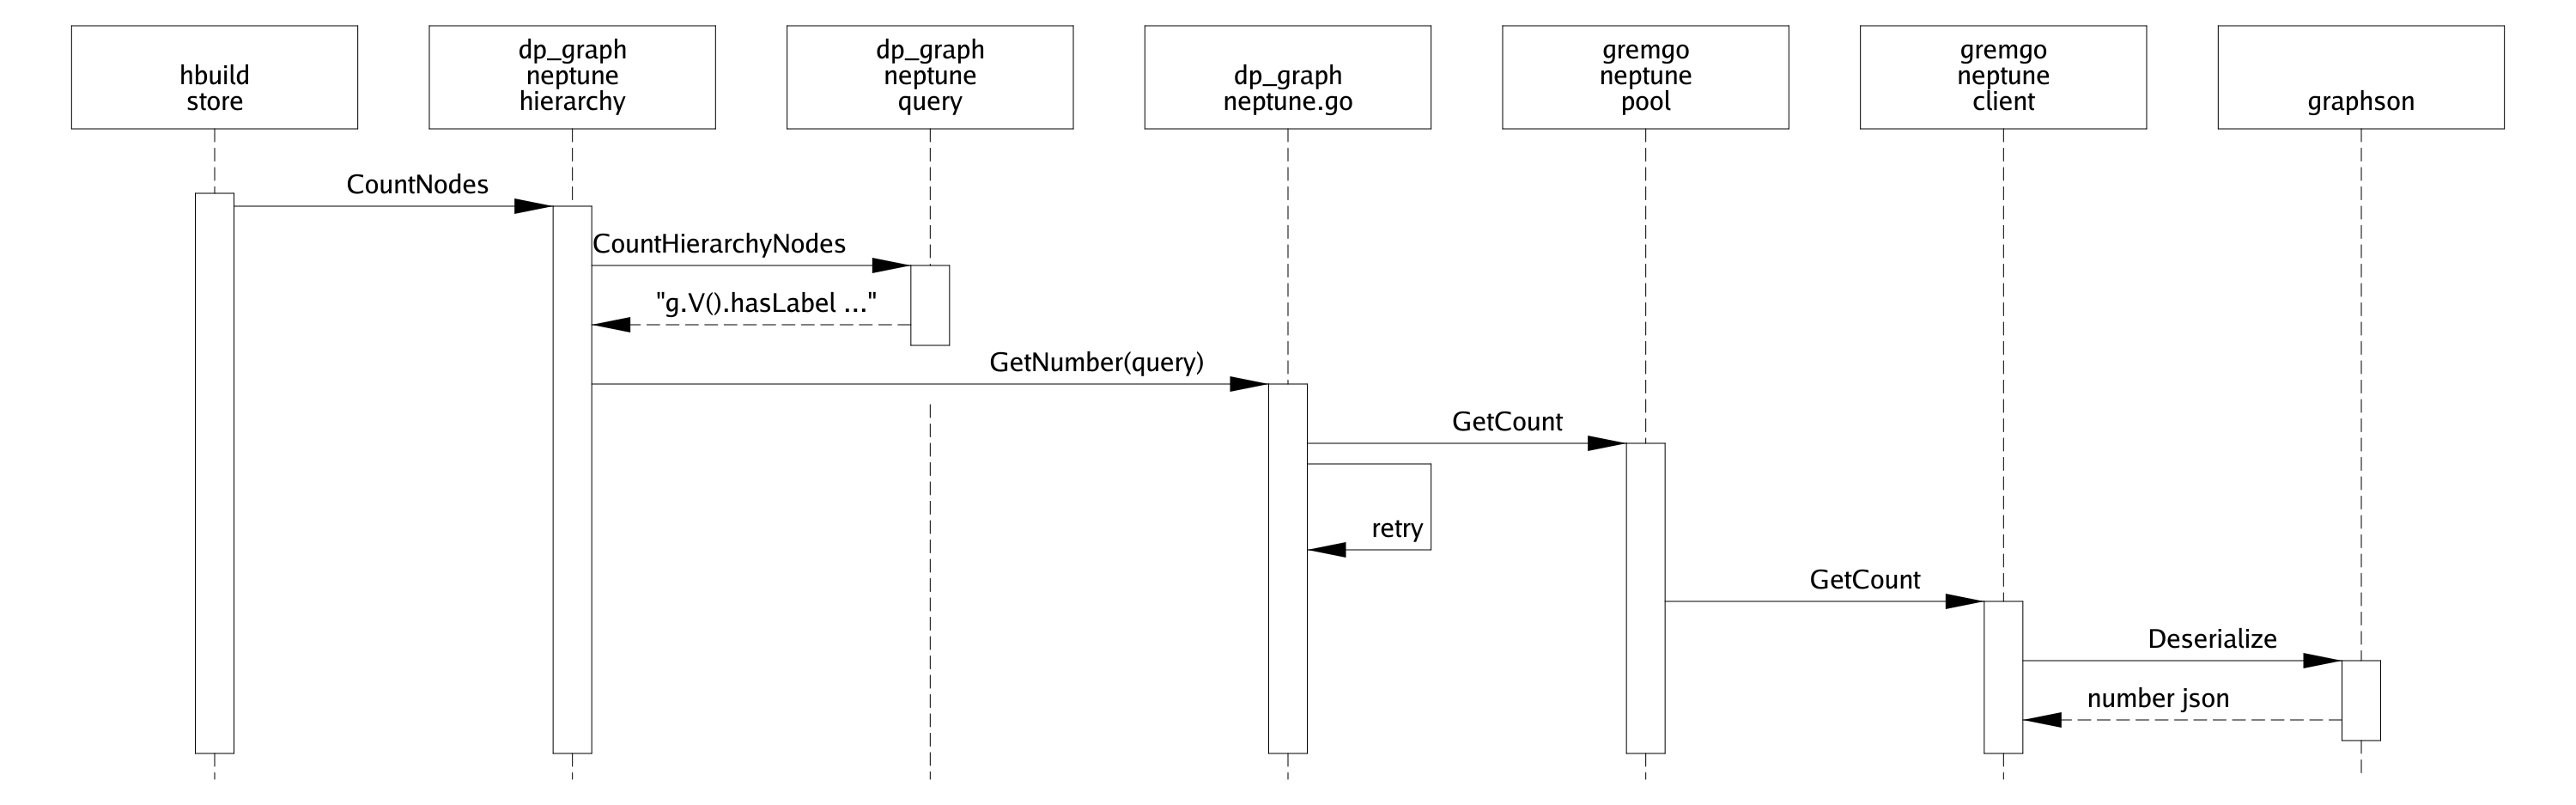 hbuild
store
dp_graph
neptune
hierarchy
dp_graph
neptune
query
dp_graph
neptune.go
gremgo
neptune
pool
gremgo
neptune
client
graphson
CountNodes
CountHierarchyNodes
"g.V().hasLabel ..."
GetNumber(query)
GetCount
retry
GetCount
Deserialize
number json